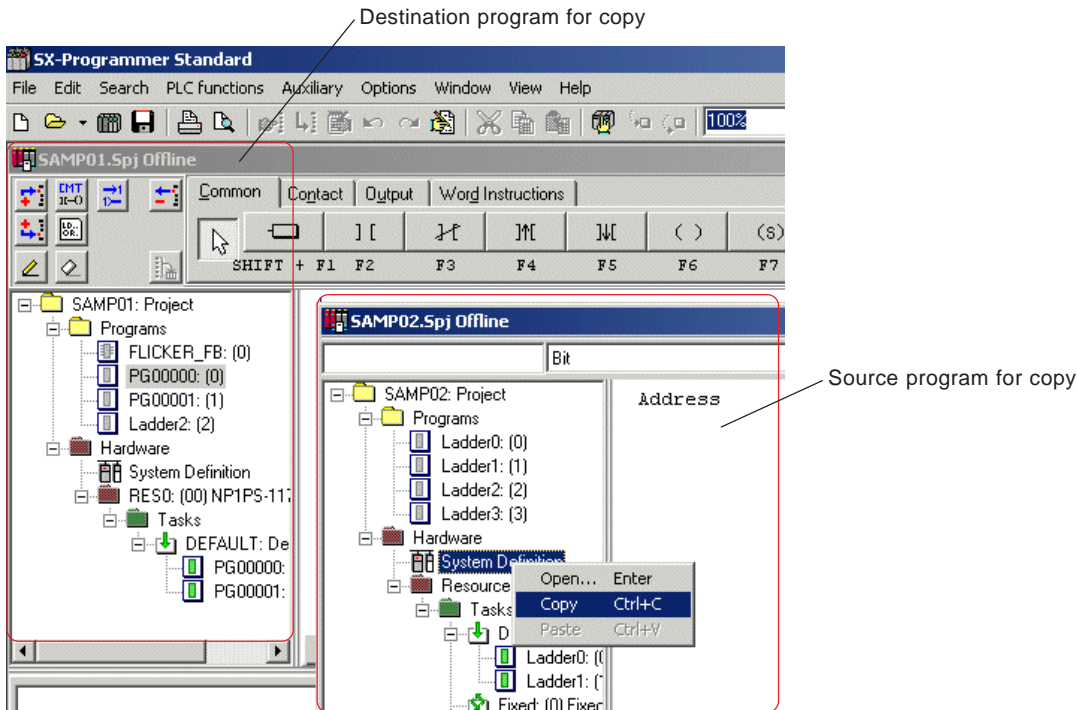 Destination program for copy
SX-Programmer Standard
File Edit Search PLC functions Auxiliary Options Window View Help
100%
SAMP01.Spj Offline
Common Contact Output Word Instructions
( ) (S)
SHIFT + F1 F2 F3 F4 F5 F6 F7
SAMP01: Project
Programs
FLICKER_FB: (0)
PG00000: (0)
PG00001: (1)
Ladder2: (2)
Hardware
System Definition
RES0: (00) NP1PS-117
Tasks
DEFAULT: De
PG00000:
PG00001:
SAMP02.Spj Offline
Bit
SAMP02: Project
Programs
Ladder0: (0)
Ladder1: (1)
Ladder2: (2)
Ladder3: (3)
Hardware
System Definition
Resource
Tasks
D
Ladder0: (0
Ladder1: (
Fixed: (0) Fixed
Address
Open... Enter
Copy Ctrl+C
Paste Ctrl+V
Source program for copy